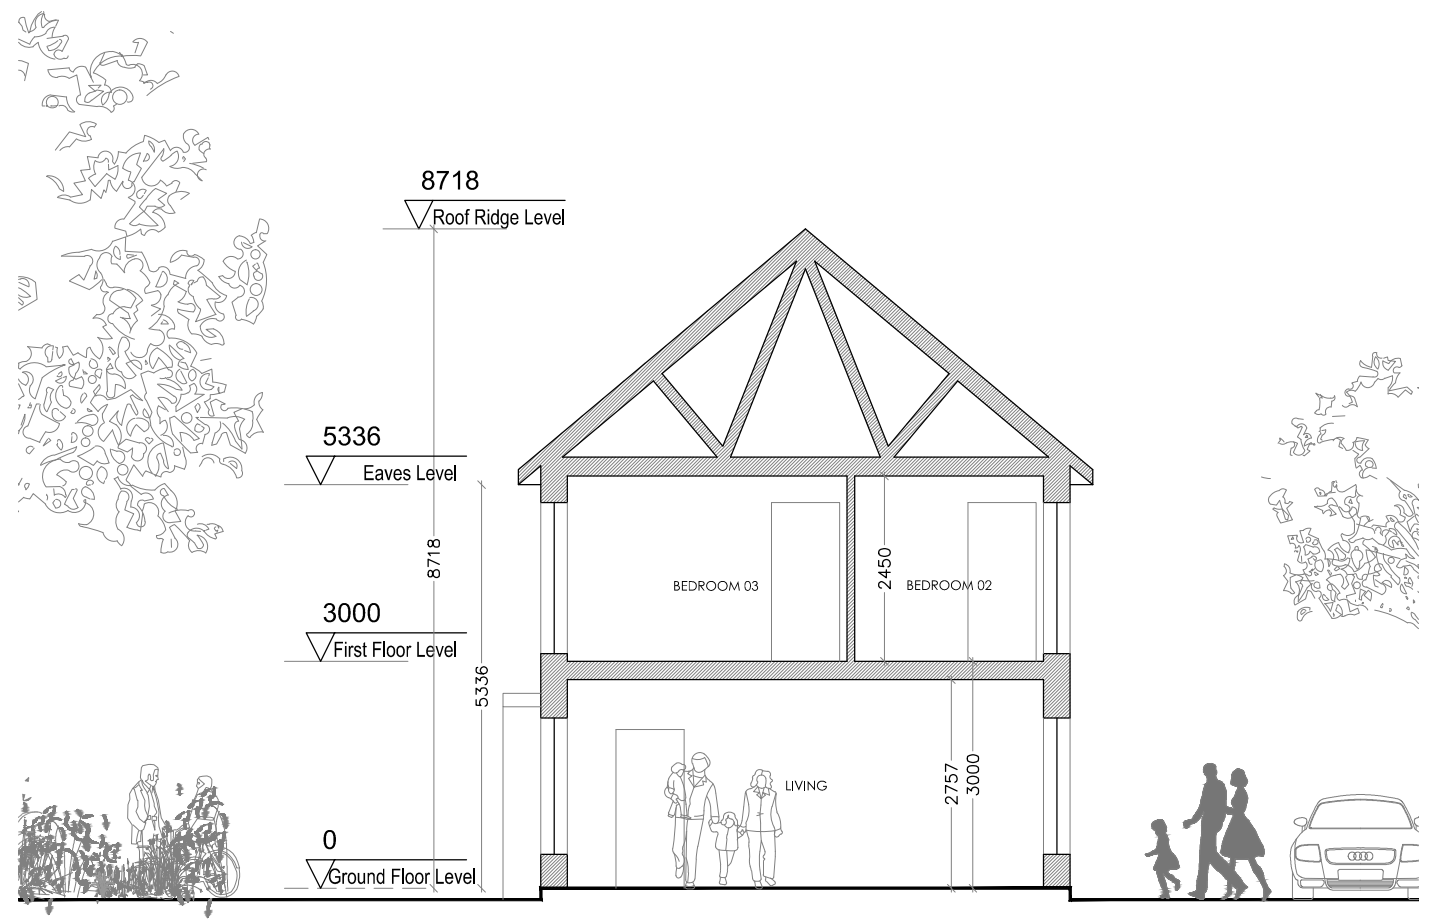 8718
Roof Ridge Level
5336
Eaves Level
8718
2450
BEDROOM 03
BEDROOM 02
3000
First Floor Level
5336
2757
3000
LIVING
0
Ground Floor Level